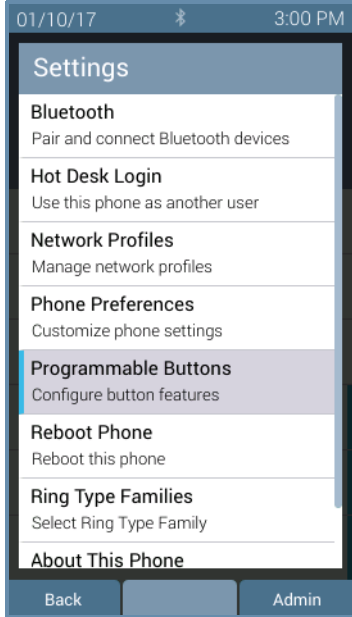 01/10/17 3:00 PM
Settings
Bluetooth
Pair and connect Bluetooth devices
Hot Desk Login
Use this phone as another user
Network Profiles
Manage network profiles
Phone Preferences
Customize phone settings
Programmable Buttons
Configure button features
Reboot Phone
Reboot this phone
Ring Type Families
Select Ring Type Family
About This Phone
Back Admin